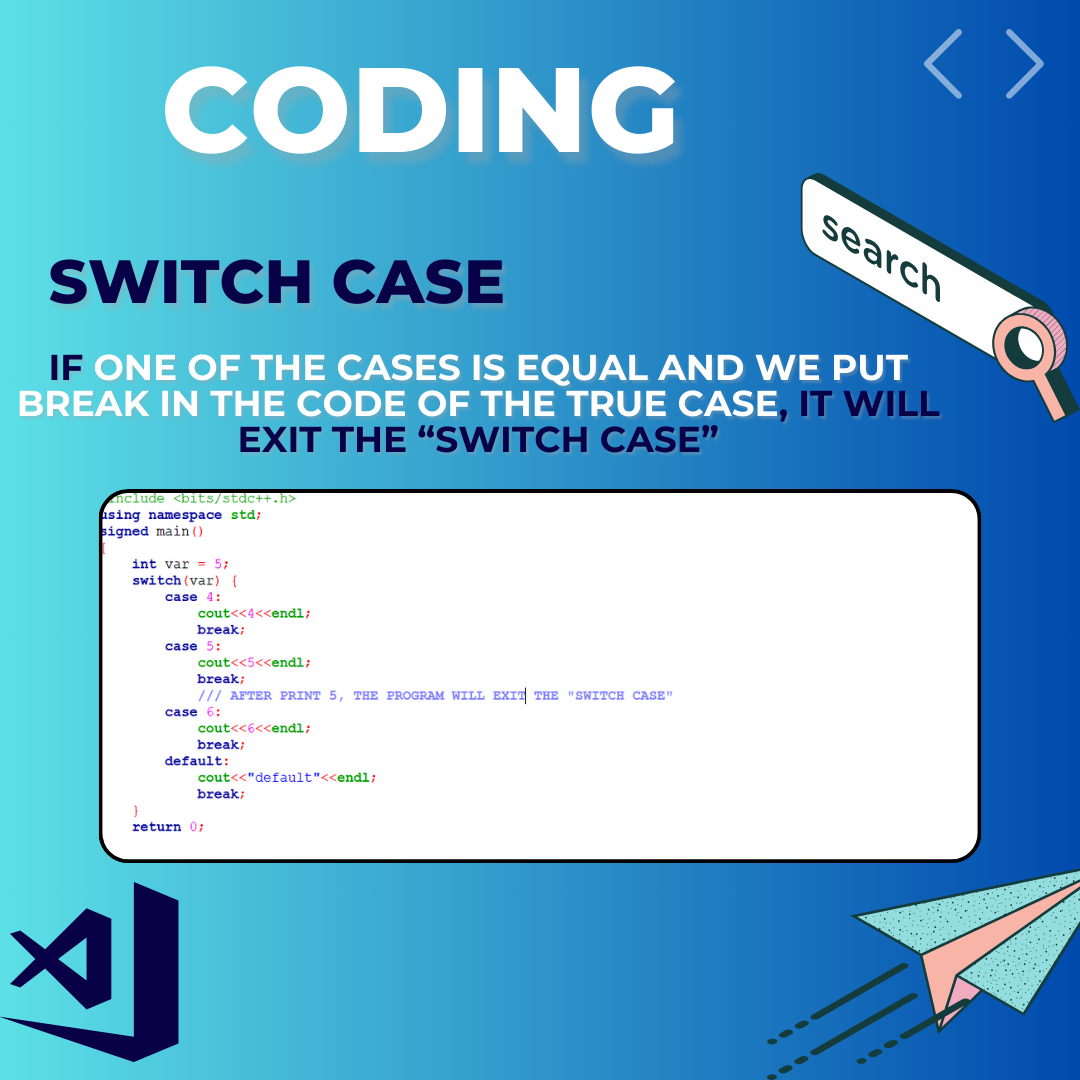 CODING
search
SWITCH CASE
IF ONE OF THE CASES IS EQUAL AND WE PUT
BREAK IN THE CODE OF THE TRUE CASE, IT WILL
EXIT THE “SWITCH CASE”
include <bits/stdc++.h>
using namespace std;
signed main()
{
int var = 5;
switch(var) {
case 4:
cout<<4<<endl;
break;
case 5:
cout<<5<<endl;
break;
/// AFTER PRINT 5, THE PROGRAM WILL EXIT THE "SWITCH CASE"
case 6:
cout<<6<<endl;
break;
default:
cout<<"default"<<endl;
break;
}
return 0;